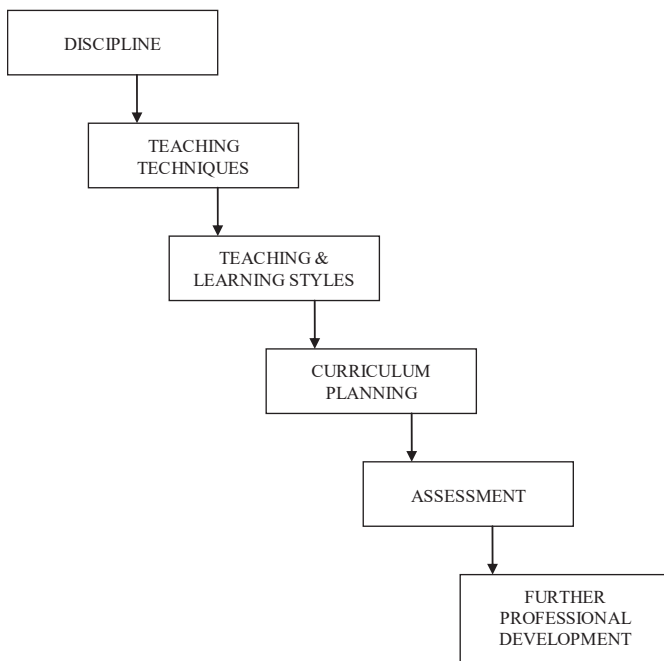 DISCIPLINE
TEACHING
TECHNIQUES
TEACHING &
LEARNING STYLES
CURRICULUM
PLANNING
ASSESSMENT
FURTHER
PROFESSIONAL
DEVELOPMENT